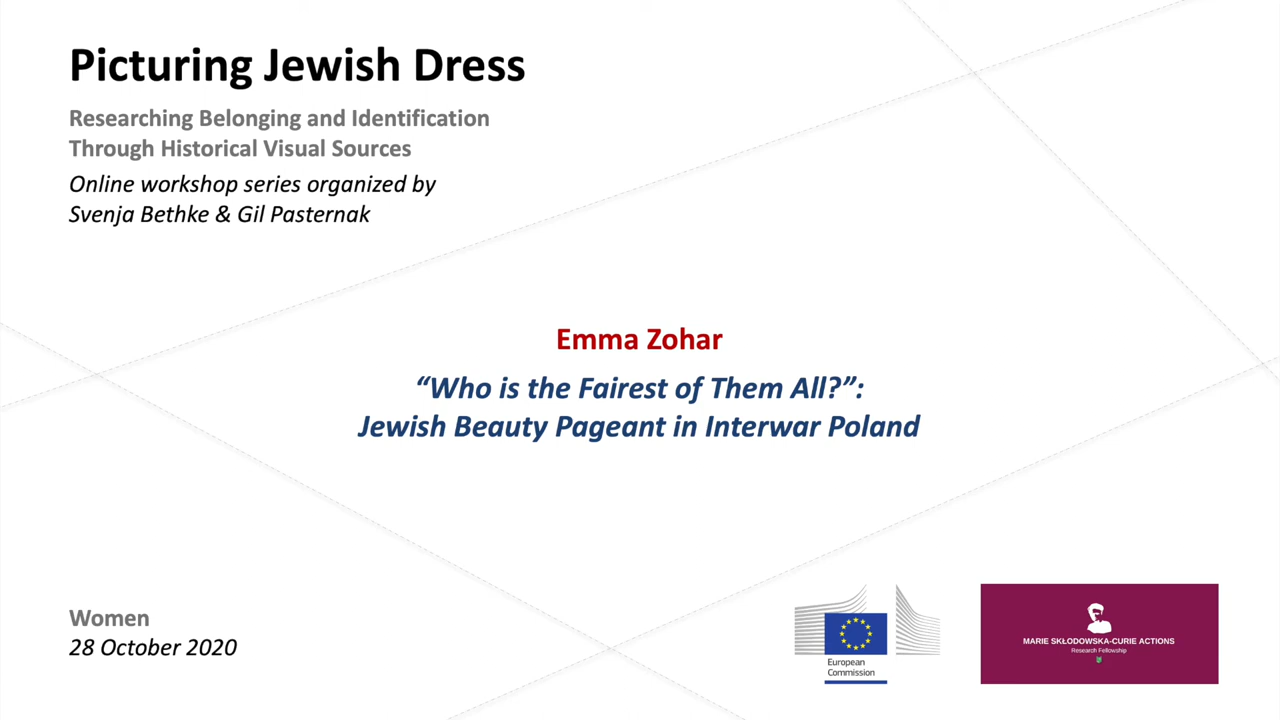 Picturing Jewish Dress
Researching Belonging and Identification
Through Historical Visual Sources
Online workshop series organized by
Svenja Bethke & Gil Pasternak
Emma Zohar
“Who is the Fairest of Them All?”:
Jewish Beauty Pageant in Interwar Poland
Women
28 October 2020
European
Commission
MARIE SKŁODOWSKA-CURIE ACTIONS
Research Fellowship